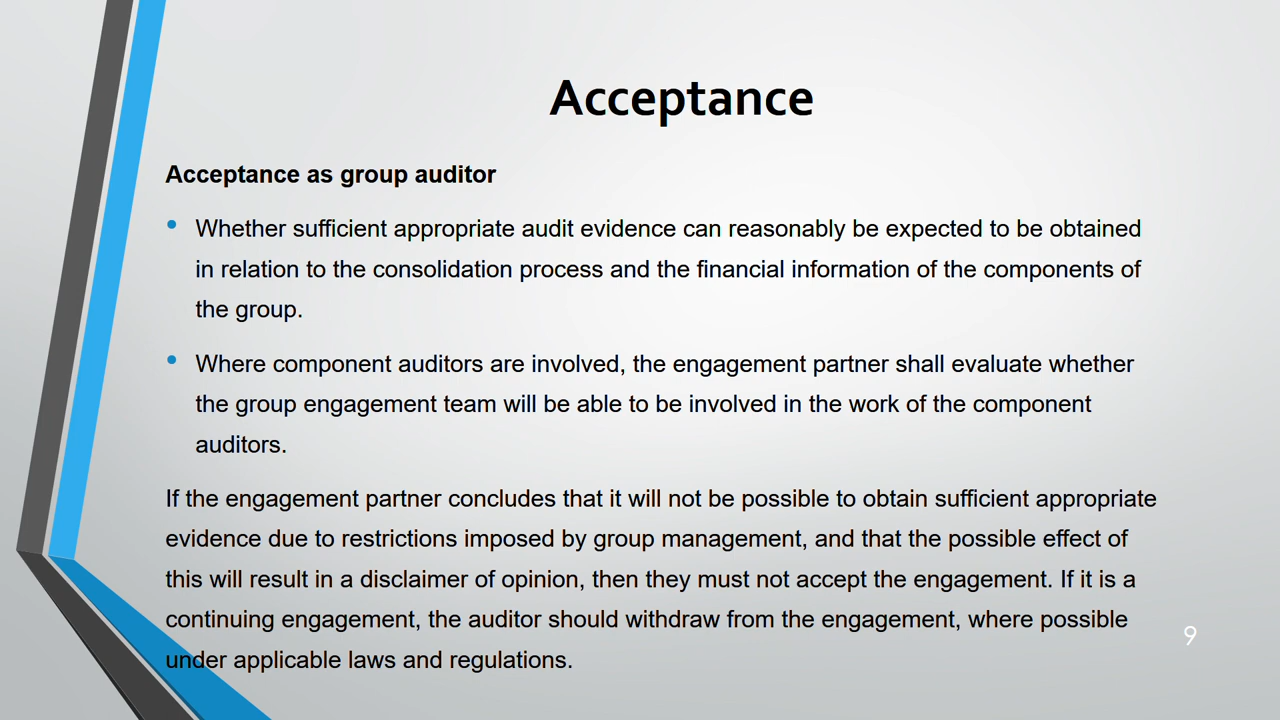 Acceptance
Acceptance as group auditor
• Whether sufficient appropriate audit evidence can reasonably be expected to be obtained
in relation to the consolidation process and the financial information of the components of
the group.
• Where component auditors are involved, the engagement partner shall evaluate whether
the group engagement team will be able to be involved in the work of the component
auditors.
If the engagement partner concludes that it will not be possible to obtain sufficient appropriate
evidence due to restrictions imposed by group management, and that the possible effect of
this will result in a disclaimer of opinion, then they must not accept the engagement. If it is a
continuing engagement, the auditor should withdraw from the engagement, where possible
under applicable laws and regulations.
9